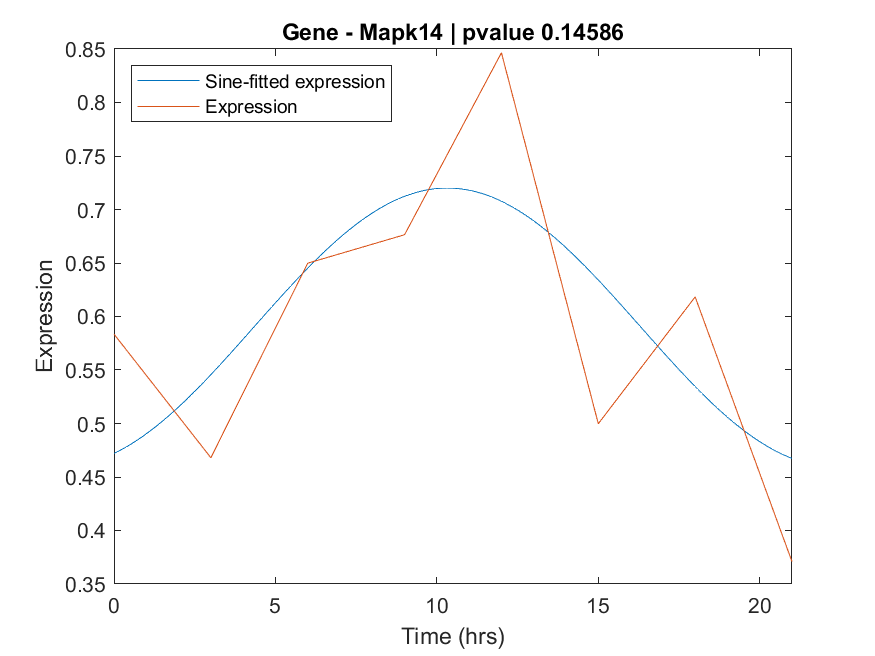 Gene - Mapk14 | pvalue 0.14586
Sine-fitted expression
Expression
0.85
0.8
0.75
0.7
0.65
0.6
0.55
0.5
0.45
0.4
0.35
Expression
0 5 10 15 20
Time (hrs)